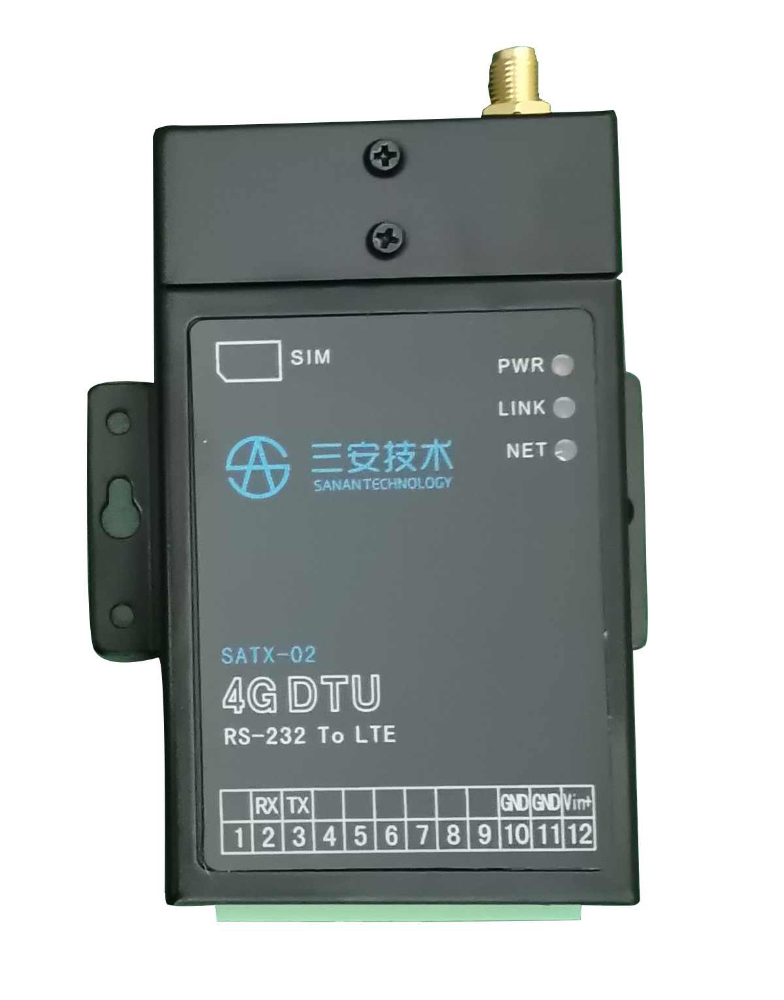 SIM
PWR
LINK
NET
三安技术
SANAN TECHNOLOGY
SATX-02
4G DTU
RS-232 To LTE
RX TX GND GND Vin+
1 2 3 4 5 6 7 8 9 10 11 12